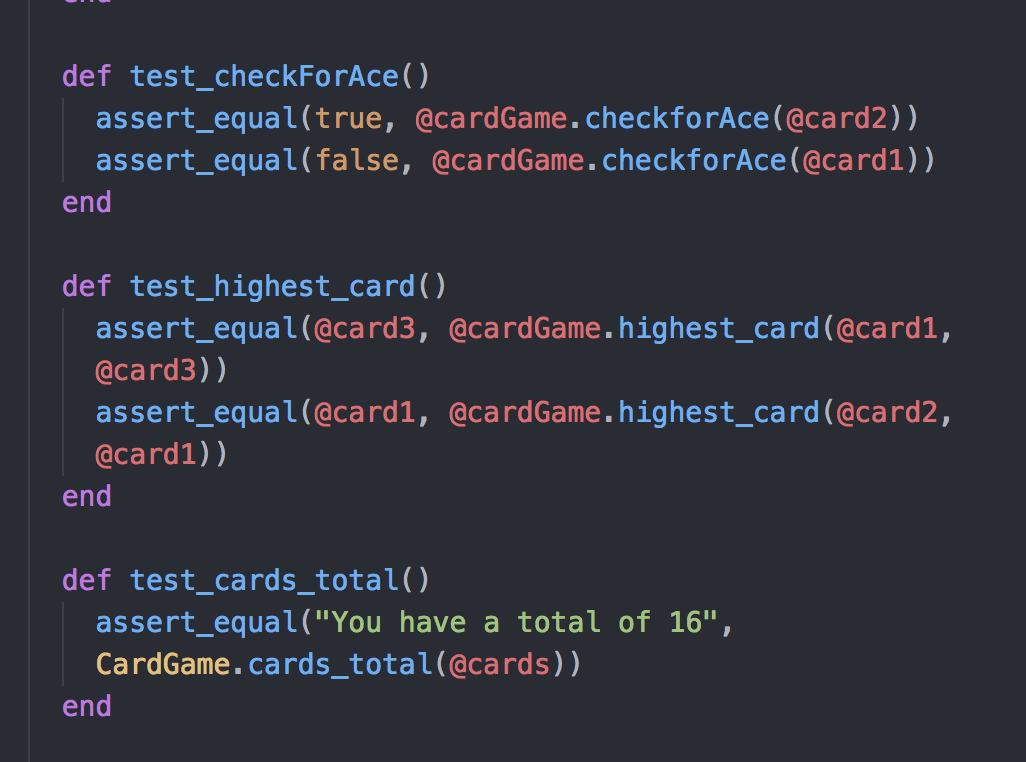 end
def test_checkForAce()
assert_equal(true, @cardGame.checkforAce(@card2))
assert_equal(false, @cardGame.checkforAce(@card1))
end
def test_highest_card()
assert_equal(@card3, @cardGame.highest_card(@card1,
@card3))
assert_equal(@card1, @cardGame.highest_card(@card2,
@card1))
end
def test_cards_total()
assert_equal("You have a total of 16",
CardGame.cards_total(@cards))
end